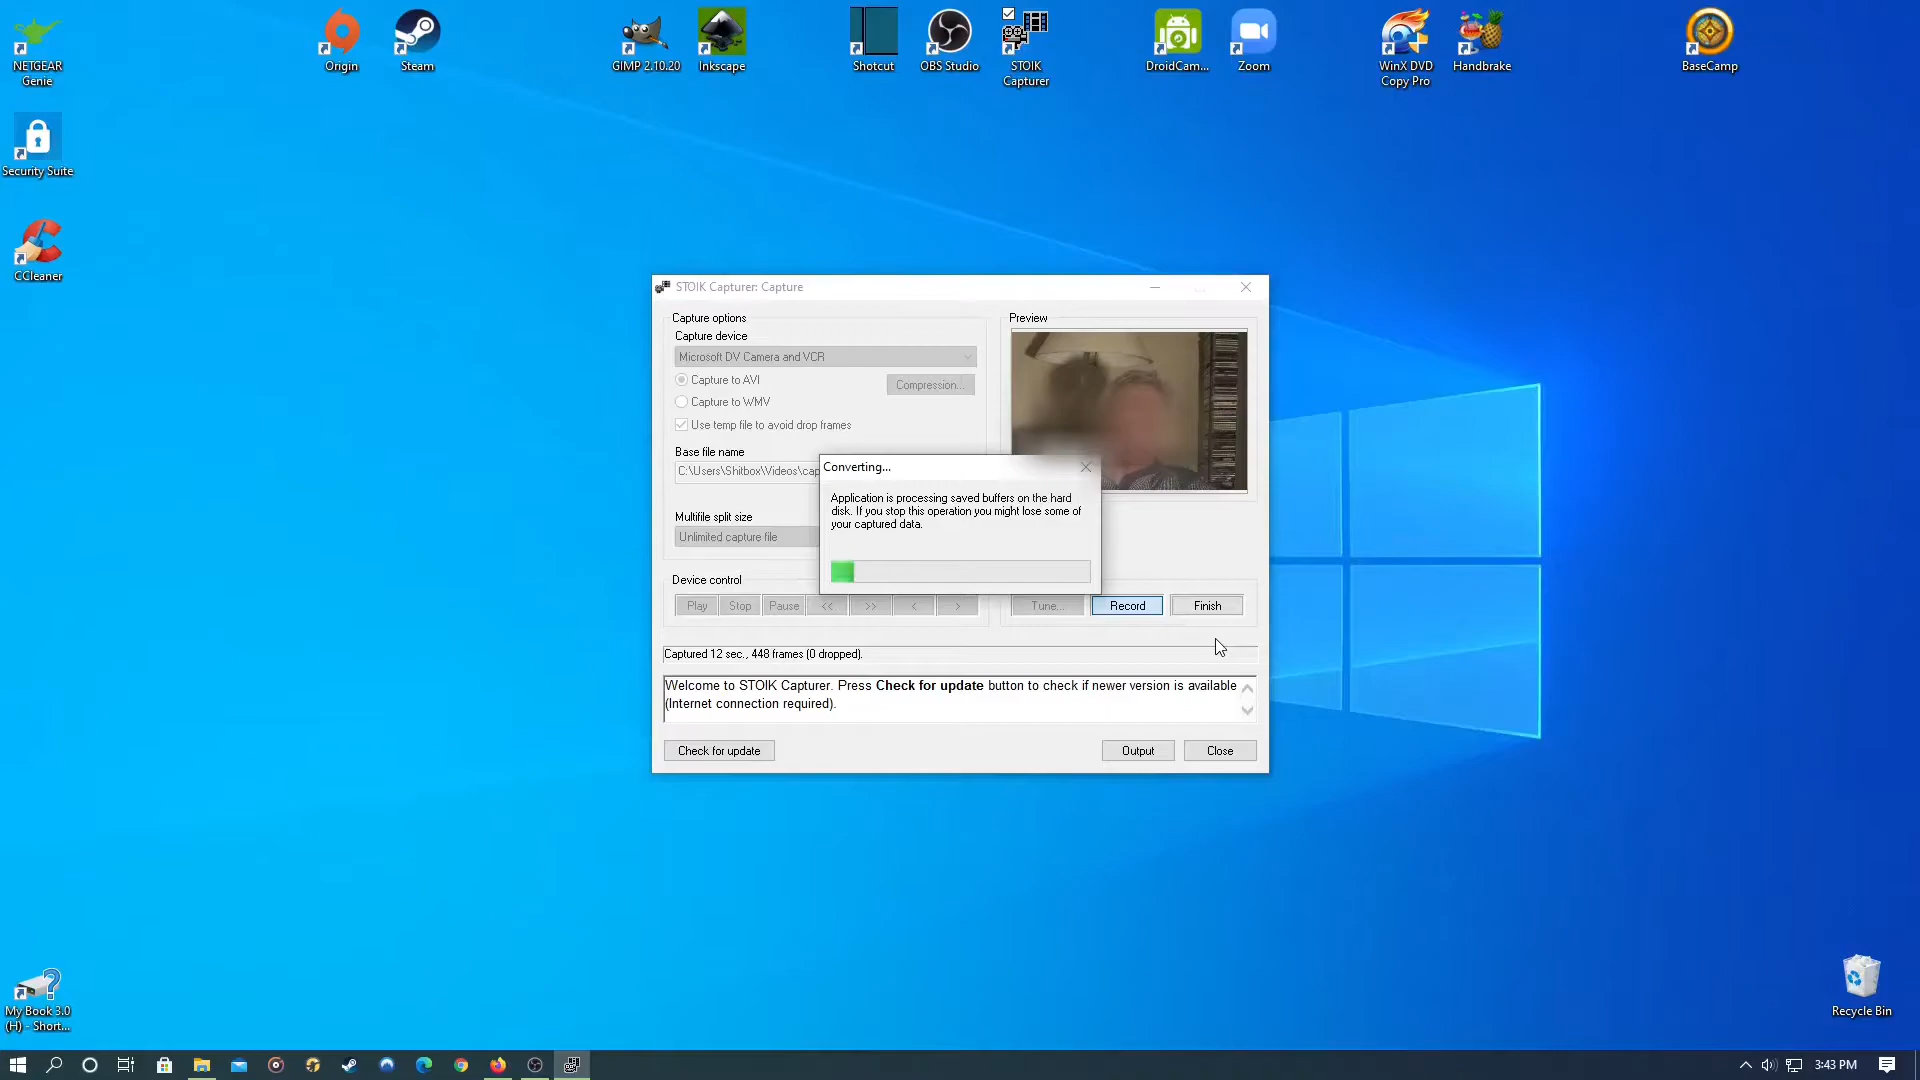 NETGEAR
Genie
Origin
Steam
GIMP 2.10.20
Inkscape
Shotcut
OBS Studio
STOIK
Capturer
DroidCam...
Zoom
WinX DVD
Copy Pro
Handbrake
BaseCamp
Security Suite
CCleaner
STOIK Capturer: Capture
Capture options
Capture device
Microsoft DV Camera and VCR
Capture to AVI
Compression...
Capture to WMV
Use temp file to avoid drop frames
Base file name
C:\Users\Shitbox\Videos\cap
Multifile split size
Unlimited capture file
Preview
Converting...
Application is processing saved buffers on the hard
disk. If you stop this operation you might lose some of
your captured data.
Device control
Play
Stop
Pause
<<
>>
<
>
Tune...
Record
Finish
Captured 12 sec., 448 frames (0 dropped).
Welcome to STOIK Capturer. Press Check for update button to check if newer version is available
(Internet connection required).
Check for update
Output
Close
My Book 3.0
(H) - Short...
Recycle Bin
3:43 PM